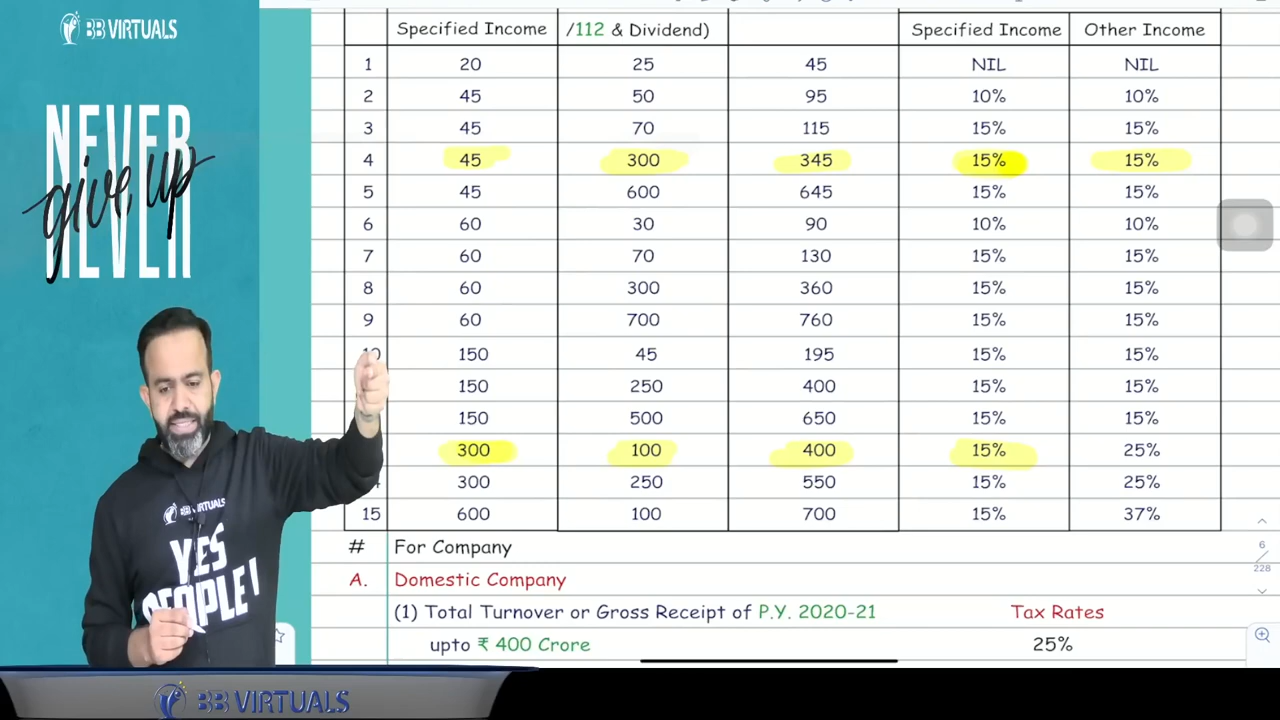 BB VIRTUALS
NEVER
give up
NEVER
Specified Income /112 & Dividend) Specified Income Other Income
1 20 25 45 NIL NIL
2 45 50 95 10% 10%
3 45 70 115 15% 15%
4 45 300 345 15% 15%
5 45 600 645 15% 15%
6 60 30 90 10% 10%
7 60 70 130 15% 15%
8 60 300 360 15% 15%
9 60 700 760 15% 15%
10 150 45 195 15% 15%
150 250 400 15% 15%
150 500 650 15% 15%
300 100 400 15% 25%
300 250 550 15% 25%
15 600 100 700 15% 37%
# For Company
A. Domestic Company
(1) Total Turnover or Gross Receipt of P.Y. 2020-21 Tax Rates
upto ₹ 400 Crore 25%
6
228
BB VIRTUALS
YES
PEOPLE!
BB VIRTUALS